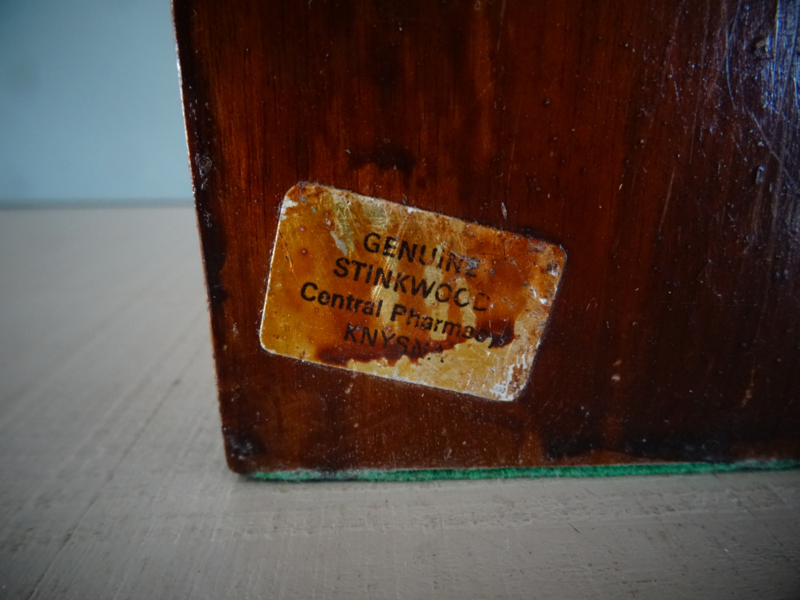 GENUINE
STINKWOOD
Central Pharmacy
KNYSNA